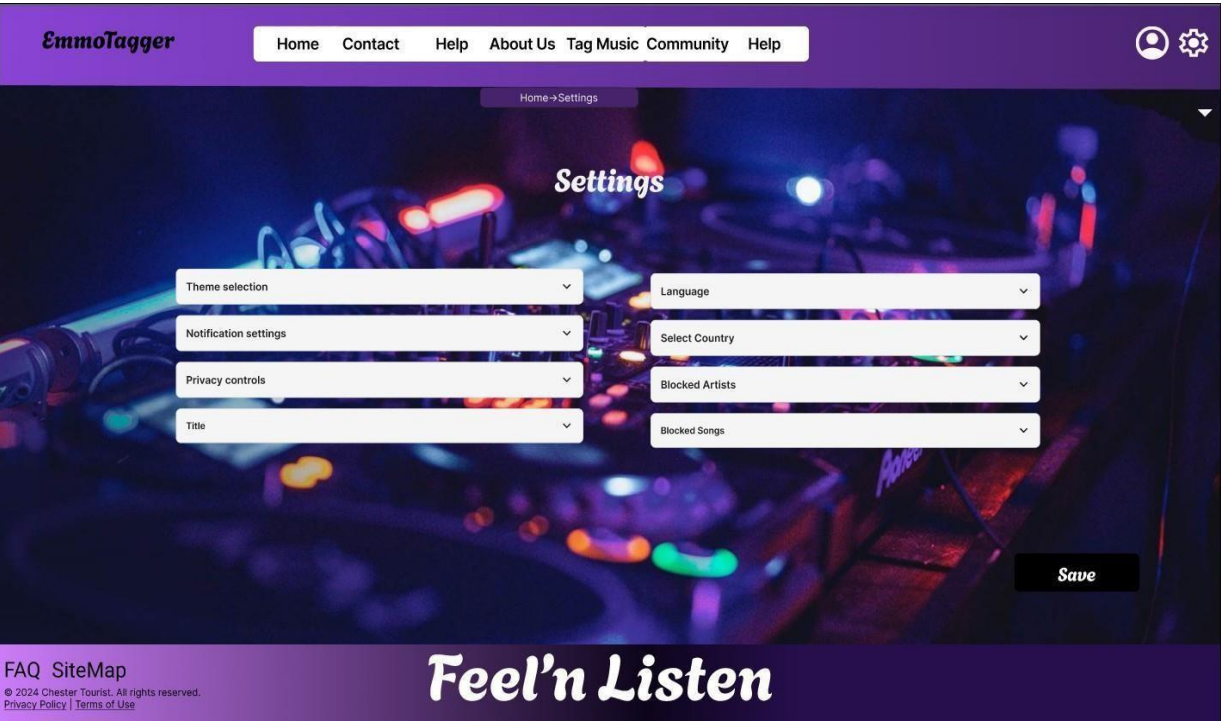 EmmoTagger
Home Contact Help About Us Tag Music Community Help
Home→Settings
Settings
Theme selection
Language
Notification settings
Select Country
Privacy controls
Blocked Artists
Title
Blocked Songs
Pioneer
Save
FAQ SiteMap
Feel'n Listen
© 2024 Chester Tourist. All rights reserved.
Privacy Policy | Terms of Use